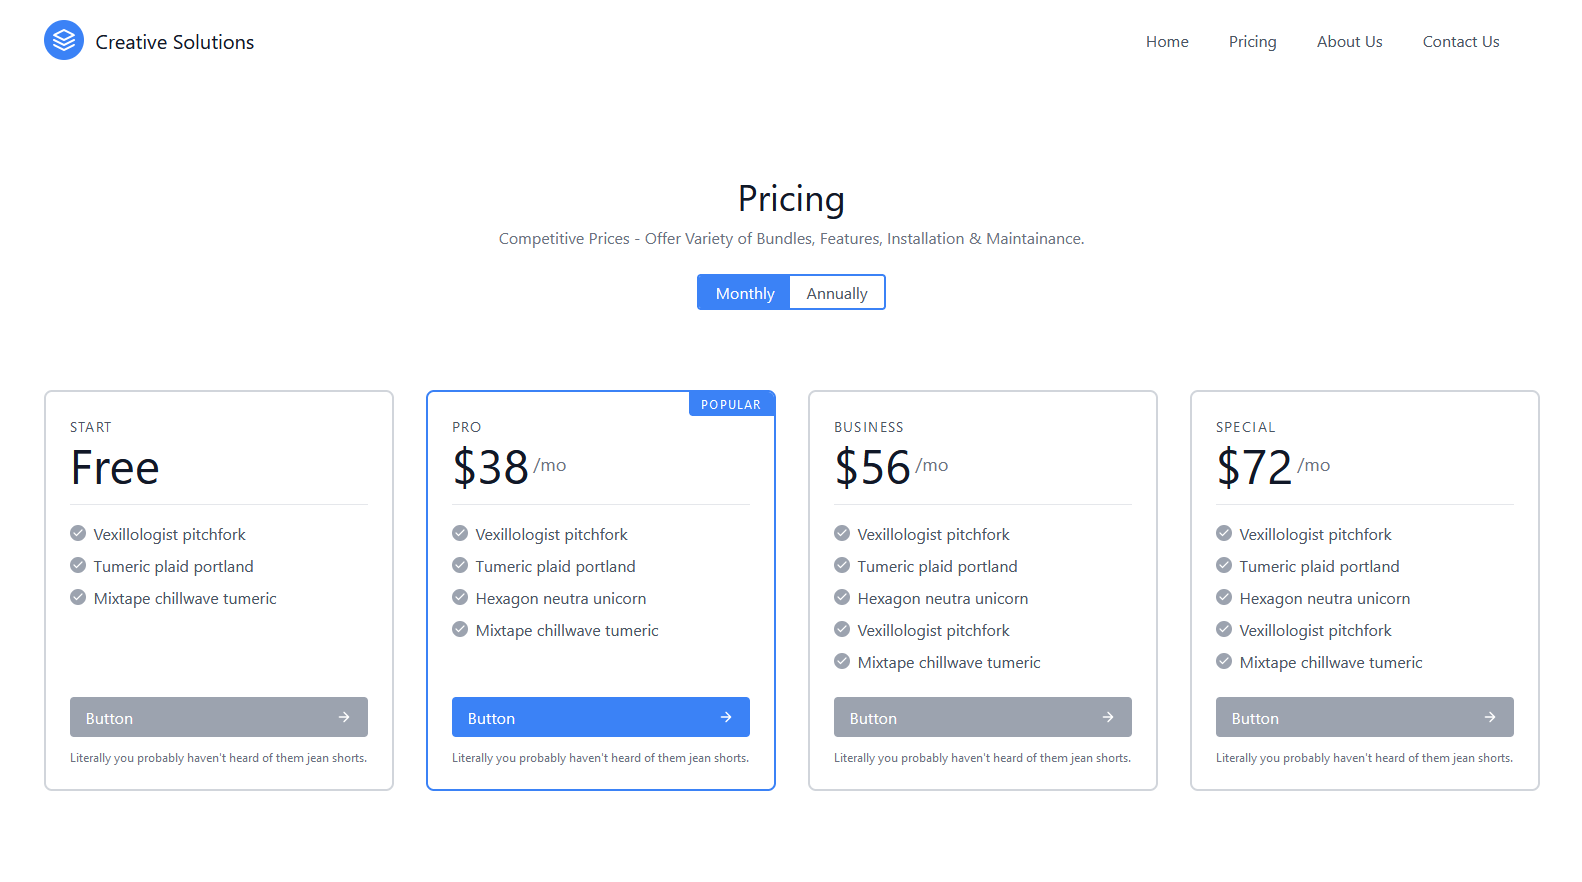 Creative Solutions
Home Pricing About Us Contact Us
Pricing
Competitive Prices - Offer Variety of Bundles, Features, Installation & Maintainance.
Monthly Annually
START
Free
Vexillologist pitchfork
Tumeric plaid portland
Mixtape chillwave tumeric
Button
Literally you probably haven't heard of them jean shorts.
POPULAR
PRO
$38 /mo
Vexillologist pitchfork
Tumeric plaid portland
Hexagon neutra unicorn
Mixtape chillwave tumeric
Button
Literally you probably haven't heard of them jean shorts.
BUSINESS
$56 /mo
Vexillologist pitchfork
Tumeric plaid portland
Hexagon neutra unicorn
Vexillologist pitchfork
Mixtape chillwave tumeric
Button
Literally you probably haven't heard of them jean shorts.
SPECIAL
$72 /mo
Vexillologist pitchfork
Tumeric plaid portland
Hexagon neutra unicorn
Vexillologist pitchfork
Mixtape chillwave tumeric
Button
Literally you probably haven't heard of them jean shorts.